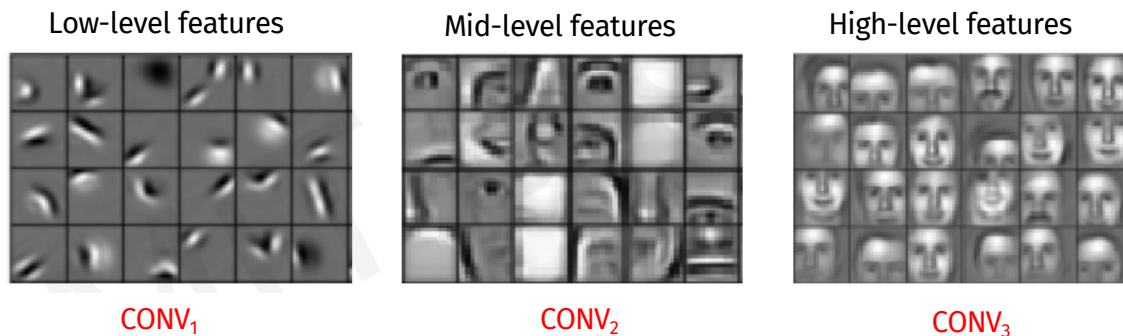 Low-level features
Mid-level features
High-level features
CONV₁
CONV₂
CONV₃